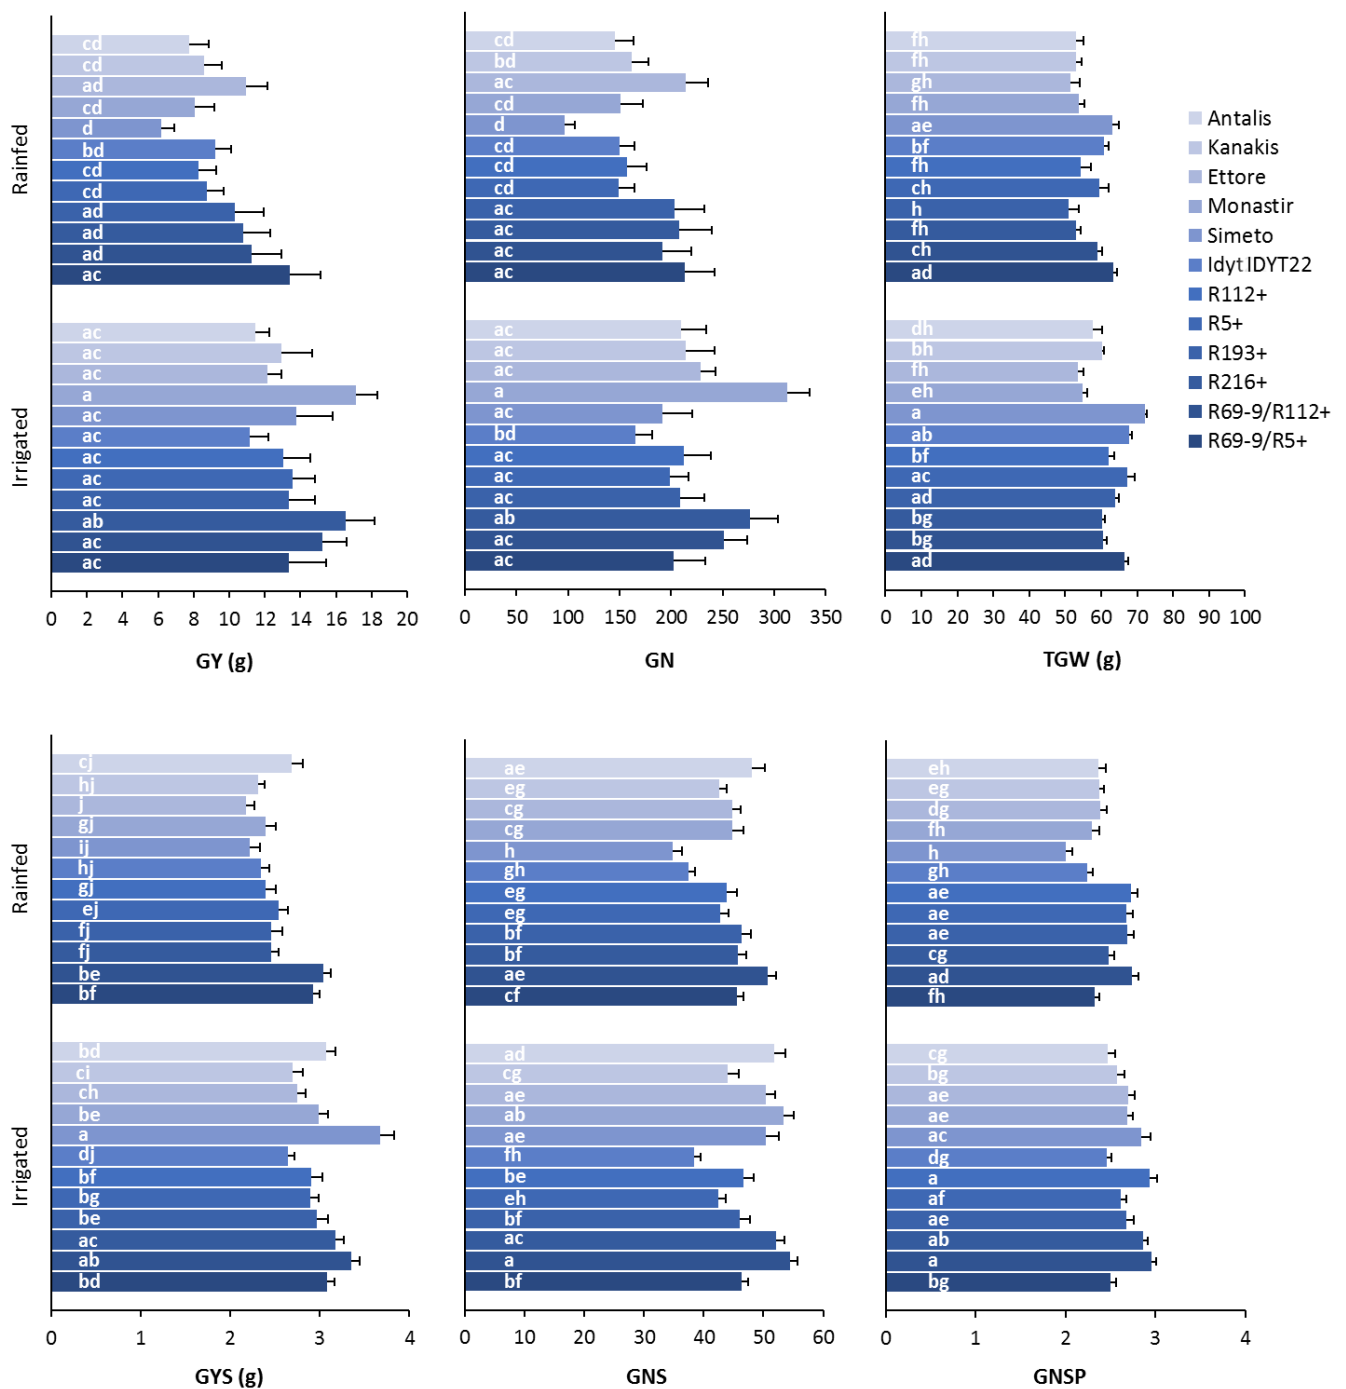 Rainfed
cd
cd
ad
cd
d
bd
cd
cd
ad
ad
ad
ac
Irrigated
ac
ac
ac
a
ac
ac
ac
ac
ac
ab
ac
ac
0 2 4 6 8 10 12 14 16 18 20
GY (g)
cd
bd
ac
cd
d
cd
cd
cd
ac
ac
ac
ac
ac
ac
ac
a
ac
bd
ac
ac
ac
ab
ac
ac
0 50 100 150 200 250 300 350
GN
fh
fh
gh
fh
ae
bf
fh
ch
h
fh
ch
ad
dh
bh
fh
eh
a
ab
bf
ac
ad
bg
bg
ad
0 10 20 30 40 50 60 70 80 90 100
TGW (g)
Antalis
Kanakis
Ettore
Monastir
Simeto
Idyt IDYT22
R112+
R5+
R193+
R216+
R69-9/R112+
R69-9/R5+
Rainfed
cj
hj
j
gj
ij
hj
gj
ej
fj
fj
be
bf
Irrigated
bd
ci
ch
be
a
dj
bf
bg
be
ac
ab
bd
0 1 2 3 4
GYS (g)
ae
eg
cg
cg
h
gh
eg
eg
bf
bf
ae
cf
ad
cg
ae
ab
ae
fh
be
eh
bf
ac
a
bf
0 10 20 30 40 50 60
GNS
eh
eg
dg
fh
h
gh
ae
ae
ae
cg
ad
fh
cg
bg
ae
ae
ac
dg
a
af
ae
ab
a
bg
0 1 2 3 4
GNSP